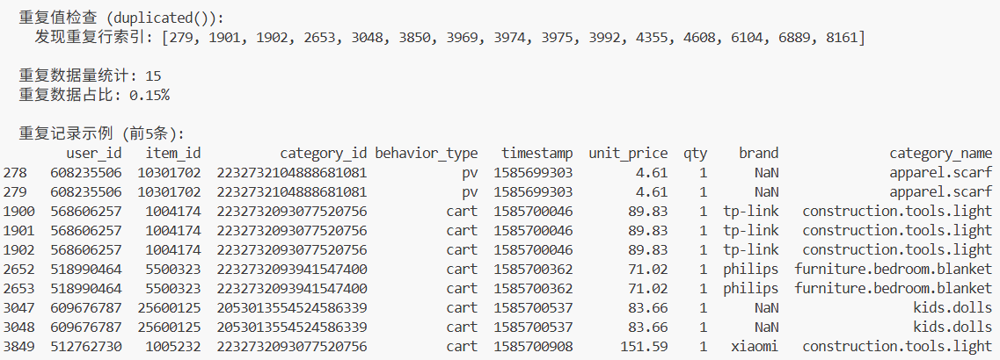 重复值检查 (duplicated()):
发现重复行索引: [279, 1901, 1902, 2653, 3048, 3850, 3969, 3974, 3975, 3992, 4355, 4608, 6104, 6889, 8161]
重复数据量统计: 15
重复数据占比: 0.15%
重复记录示例 (前5条):
user_id item_id category_id behavior_type timestamp unit_price qty brand category_name
278 608235506 10301702 2232732104888681081 pv 1585699303 4.61 1 NaN apparel.scarf
279 608235506 10301702 2232732104888681081 pv 1585699303 4.61 1 NaN apparel.scarf
1900 568606257 1004174 2232732093077520756 cart 1585700046 89.83 1 tp-link construction.tools.light
1901 568606257 1004174 2232732093077520756 cart 1585700046 89.83 1 tp-link construction.tools.light
1902 568606257 1004174 2232732093077520756 cart 1585700046 89.83 1 tp-link construction.tools.light
2652 518990464 5500323 2232732093941547400 cart 1585700362 71.02 1 philips furniture.bedroom.blanket
2653 518990464 5500323 2232732093941547400 cart 1585700362 71.02 1 philips furniture.bedroom.blanket
3047 609676787 25600125 2053013554524586339 cart 1585700537 83.66 1 NaN kids.dolls
3048 609676787 25600125 2053013554524586339 cart 1585700537 83.66 1 NaN kids.dolls
3849 512762730 1005232 2232732093077520756 cart 1585700908 151.59 1 xiaomi construction.tools.light